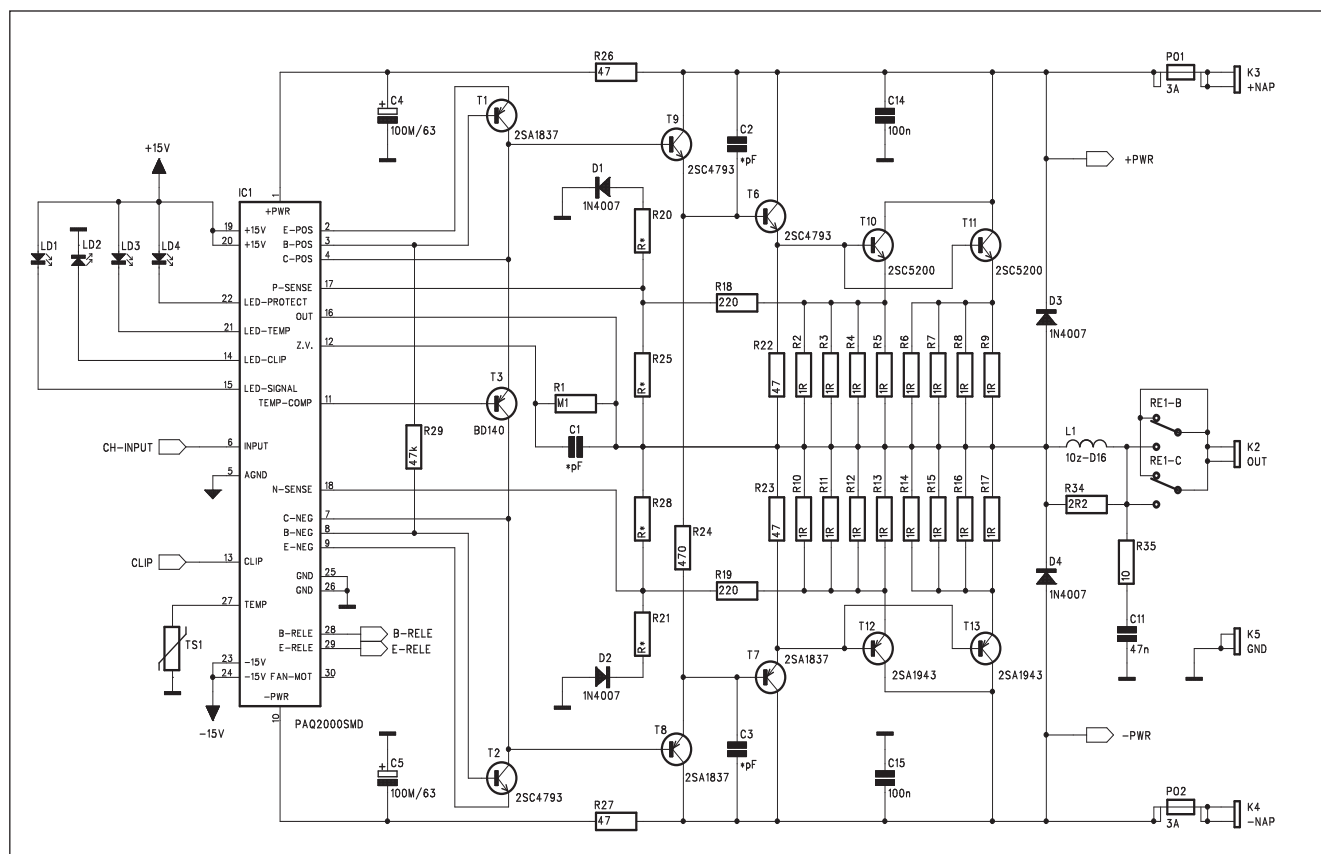 R26
47
PO1
3A
K3
+NAP
C4
100M/63
T1
2SA1837
T9
2SC4793
C2
*pF
C14
100n
+PWR
+15V
IC1
1
+PWR
D1
1N4007
R20
R*
T6
2SC4793
T10
2SC5200
T11
2SC5200
LD1
LD2
LD3
LD4
19 +15V
20 +15V
E-POS 2
B-POS 3
C-POS 4
P-SENSE 17
22 LED-PROTECT
OUT 16
21 LED-TEMP
Z.V. 12
14 LED-CLIP
15 LED-SIGNAL
TEMP-COMP 11
R18
220
D3
1N4007
R25
R*
R22
47
R2
1R
R3
1R
R4
1R
R5
1R
R6
1R
R7
1R
R8
1R
R9
1R
T3
BD140
R1
M1
C1
*pF
R29
47k
CH-INPUT
6 INPUT
5 AGND
N-SENSE 18
C-NEG 7
B-NEG 8
E-NEG 9
RE1-B
L1
10z-D16
RE1-C
K2
OUT
R34
2R2
R28
R*
R24
470
R23
47
R10
1R
R11
1R
R12
1R
R13
1R
R14
1R
R15
1R
R16
1R
R17
1R
R35
10
CLIP
13 CLIP
GND 25
GND 26
27 TEMP
TS1
B-RELE 28
B-RELE
E-RELE 29
E-RELE
23 -15V
24 -15V
FAN-MOT 30
-PWR
10
PAQ2000SMD
-15V
R19
220
D4
1N4007
R21
R*
D2
1N4007
T7
2SA1837
T12
2SA1943
T13
2SA1943
C11
47n
K5
GND
T2
2SC4793
T8
2SA1837
C3
*pF
C15
100n
-PWR
C5
100M/63
R27
47
PO2
3A
K4
-NAP